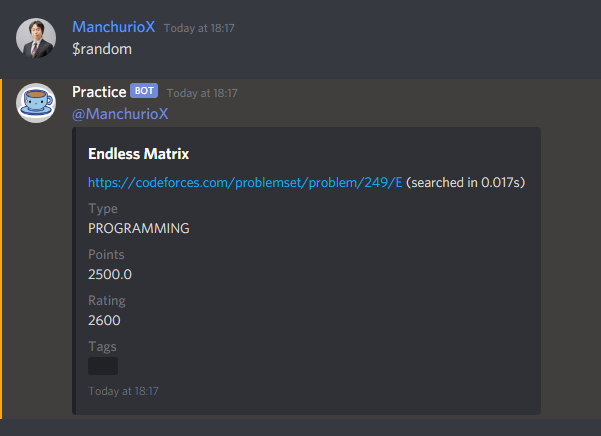 ManchurioX Today at 18:17
$random
Practice BOT Today at 18:17
@ManchurioX
Endless Matrix
https://codeforces.com/problemset/problem/249/E (searched in 0.017s)
Type
PROGRAMMING
Points
2500.0
Rating
2600
Tags
Today at 18:17